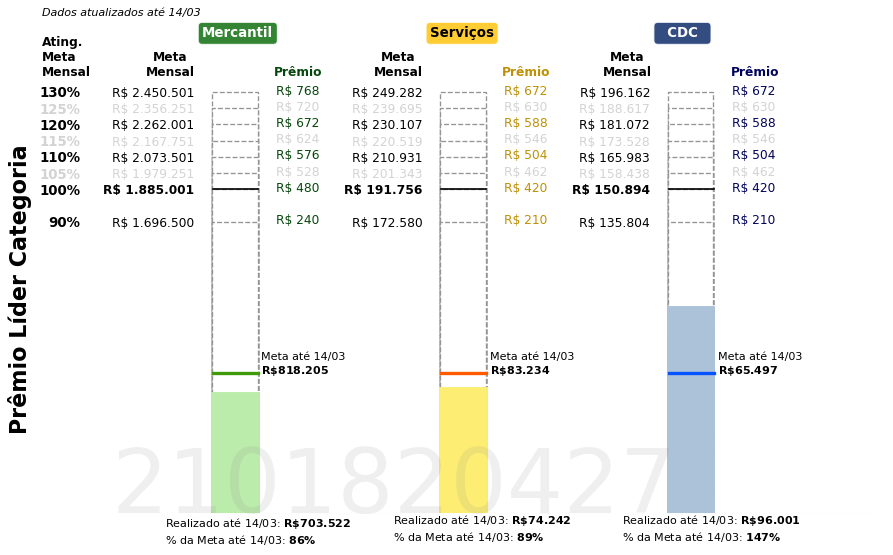 Dados atualizados até 14/03
Mercantil Serviços CDC
Ating.
Meta
Mensal
Meta
Mensal
Prêmio
Meta
Mensal
Prêmio
Meta
Mensal
Prêmio
130% R$ 2.450.501 R$ 768 R$ 249.282 R$ 672 R$ 196.162 R$ 672
125% R$ 2.356.251 R$ 720 R$ 239.695 R$ 630 R$ 188.617 R$ 630
120% R$ 2.262.001 R$ 672 R$ 230.107 R$ 588 R$ 181.072 R$ 588
115% R$ 2.167.751 R$ 624 R$ 220.519 R$ 546 R$ 173.528 R$ 546
110% R$ 2.073.501 R$ 576 R$ 210.931 R$ 504 R$ 165.983 R$ 504
105% R$ 1.979.251 R$ 528 R$ 201.343 R$ 462 R$ 158.438 R$ 462
100% R$ 1.885.001 R$ 480 R$ 191.756 R$ 420 R$ 150.894 R$ 420
90% R$ 1.696.500 R$ 240 R$ 172.580 R$ 210 R$ 135.804 R$ 210
Prêmio Líder Categoria
Meta até 14/03
R$818.205
Meta até 14/03
R$83.234
Meta até 14/03
R$65.497
2101820427
Realizado até 14/03: R$703.522
% da Meta até 14/03: 86%
Realizado até 14/03: R$74.242
% da Meta até 14/03: 89%
Realizado até 14/03: R$96.001
% da Meta até 14/03: 147%